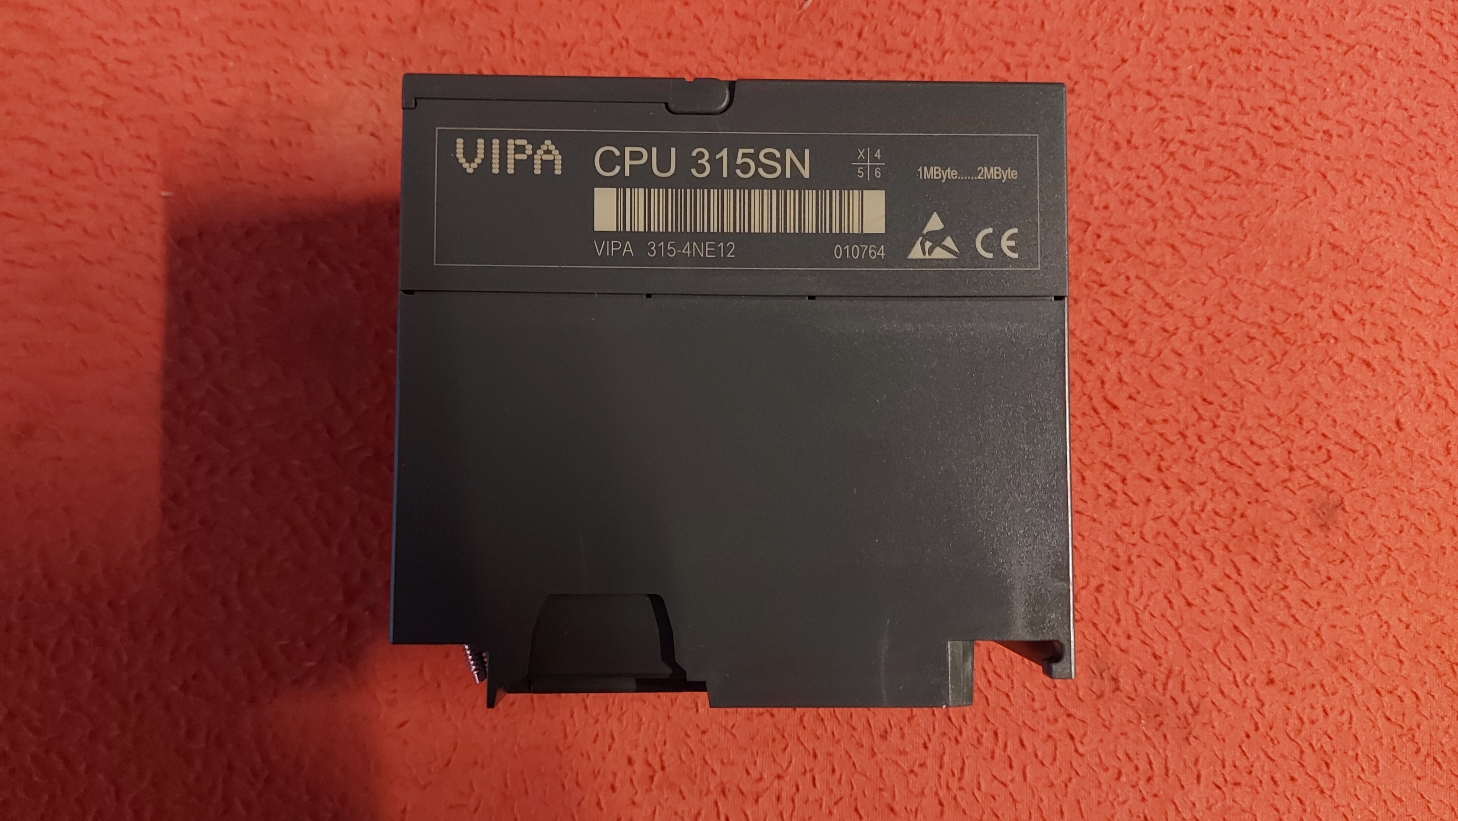 VIPA CPU 315SN X 4 1MByte......2MByte
5 6
VIPA 315-4NE12 010764
CE